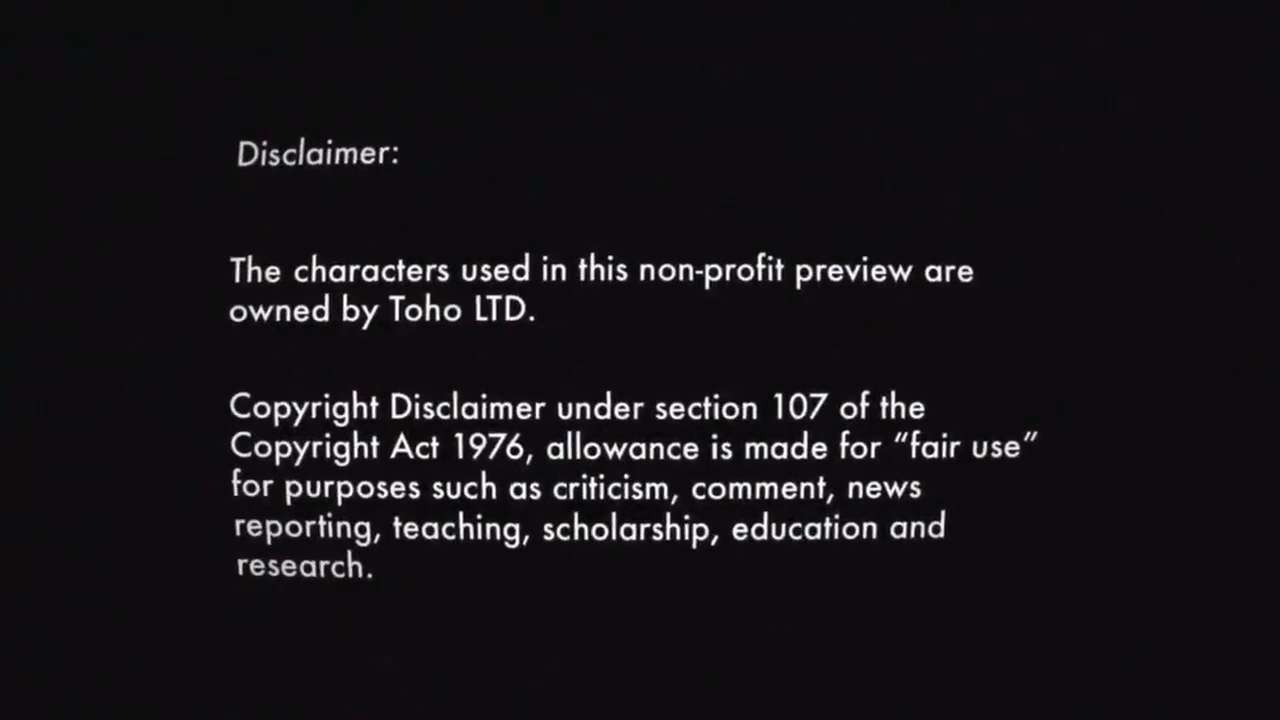 Disclaimer:
The characters used in this non-profit preview are
owned by Toho LTD.
Copyright Disclaimer under section 107 of the
Copyright Act 1976, allowance is made for “fair use”
for purposes such as criticism, comment, news
reporting, teaching, scholarship, education and
research.